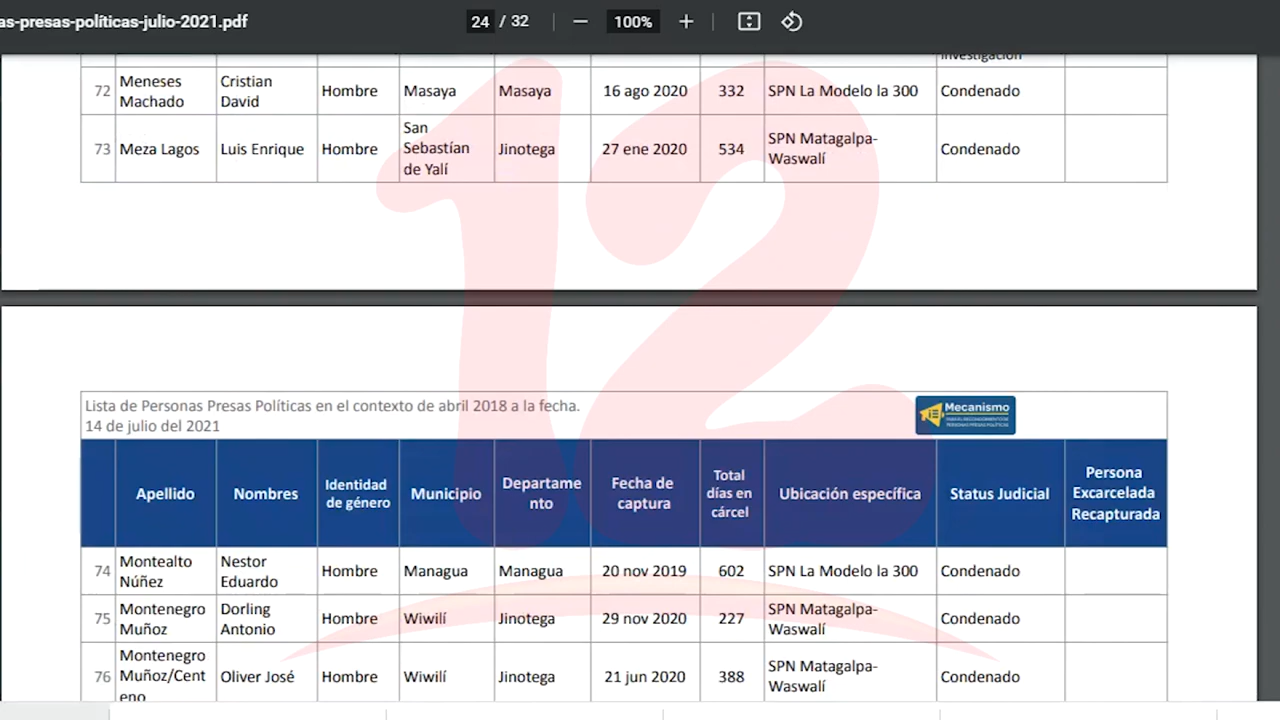 as-presas-políticas-julio-2021.pdf
24 / 32
100%
investigación
72 Meneses Machado Cristian David Hombre Masaya Masaya 16 ago 2020 332 SPN La Modelo la 300 Condenado
73 Meza Lagos Luis Enrique Hombre San Sebastían de Yalí Jinotega 27 ene 2020 534 SPN Matagalpa-Waswalí Condenado
12
Lista de Personas Presas Políticas en el contexto de abril 2018 a la fecha.
14 de julio del 2021
Mecanismo
Apellido Nombres Identidad de género Municipio Departamento Fecha de captura Total días en cárcel Ubicación específica Status Judicial Persona Excarcelada Recapturada
74 Montealto Núñez Nestor Eduardo Hombre Managua Managua 20 nov 2019 602 SPN La Modelo la 300 Condenado
75 Montenegro Muñoz Dorling Antonio Hombre Wiwilí Jinotega 29 nov 2020 227 SPN Matagalpa-Waswalí Condenado
76 Montenegro Muñoz/Centeno Oliver José Hombre Wiwilí Jinotega 21 jun 2020 388 SPN Matagalpa-Waswalí Condenado